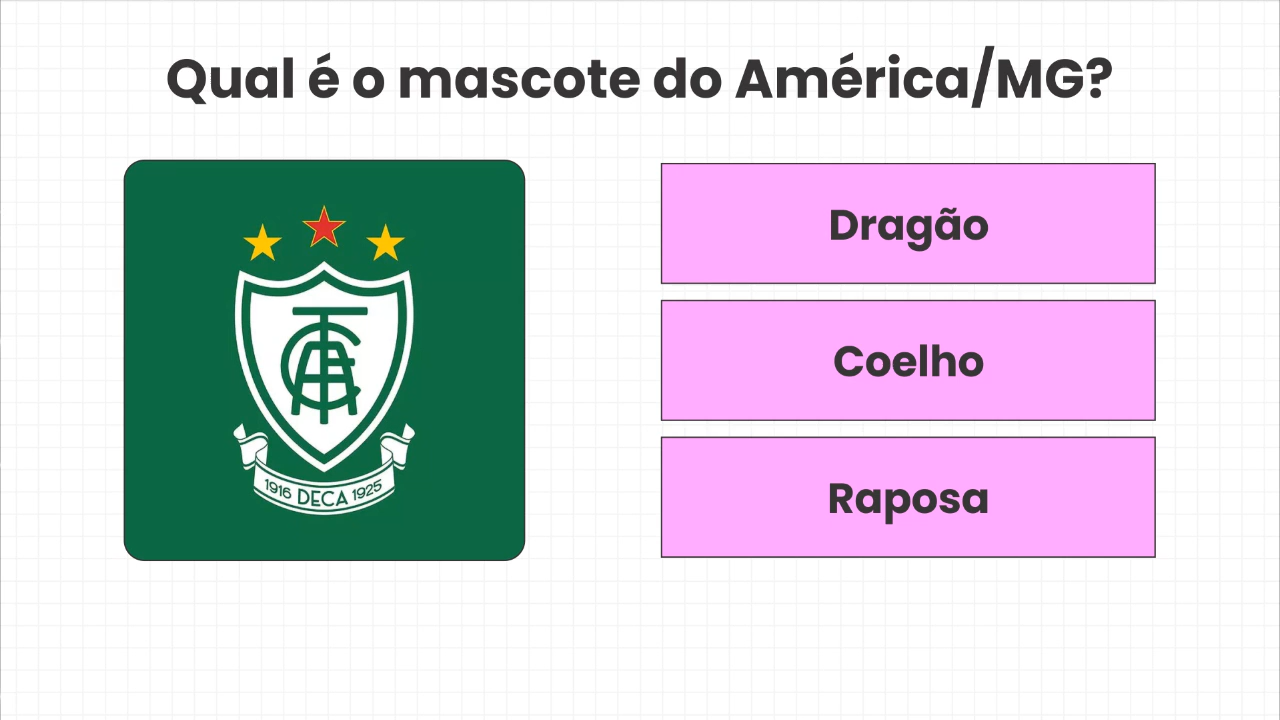 Qual é o mascote do América/MG?
Dragão
Coelho
Raposa
1916 DECA 1925